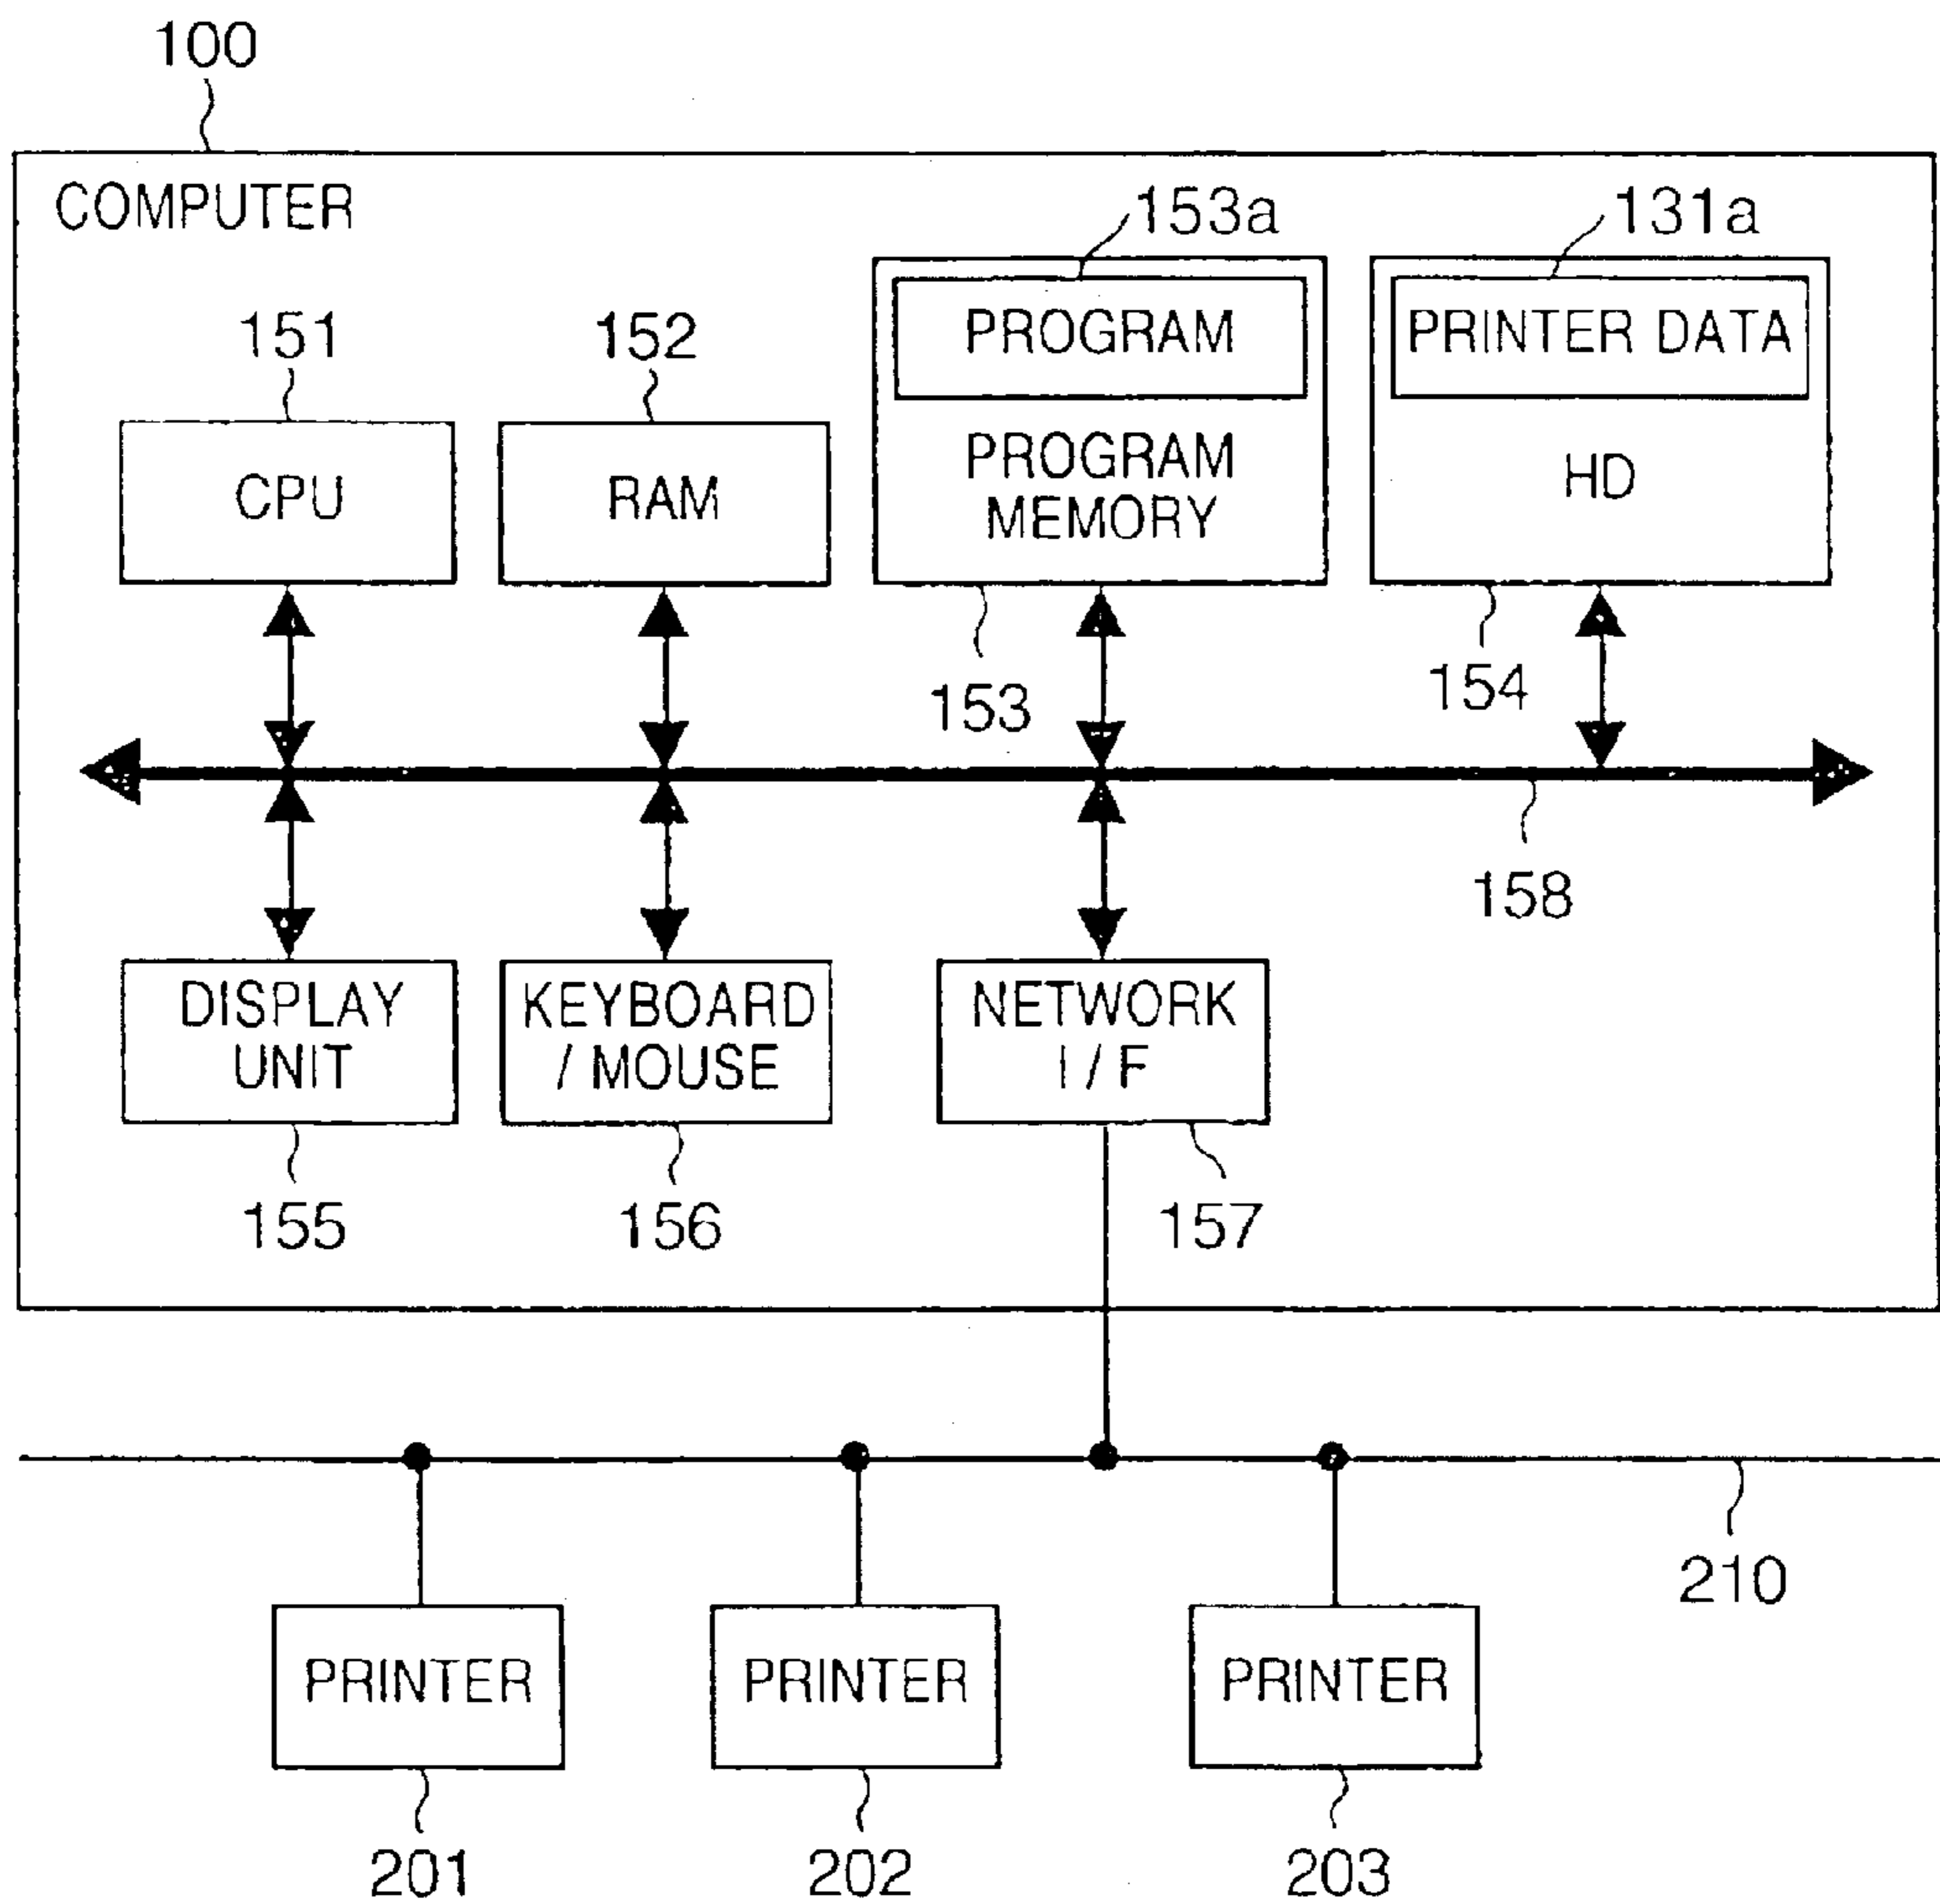 100
COMPUTER
153a
131a
151
152
PROGRAM
PRINTER DATA
CPU
RAM
PROGRAM
MEMORY
HD
153
154
158
DISPLAY
UNIT
KEYBOARD
/ MOUSE
NETWORK
I / F
155
156
157
210
PRINTER
PRINTER
PRINTER
201
202
203